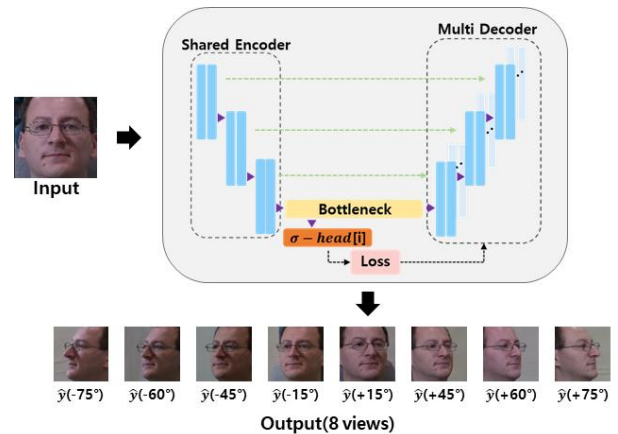 Shared Encoder
Multi Decoder
Input
Bottleneck
σ − head[i]
Loss
ŷ(-75°) ŷ(-60°) ŷ(-45°) ŷ(-15°) ŷ(+15°) ŷ(+45°) ŷ(+60°) ŷ(+75°)
Output(8 views)